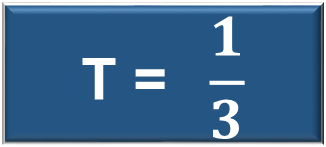 T = 1/3